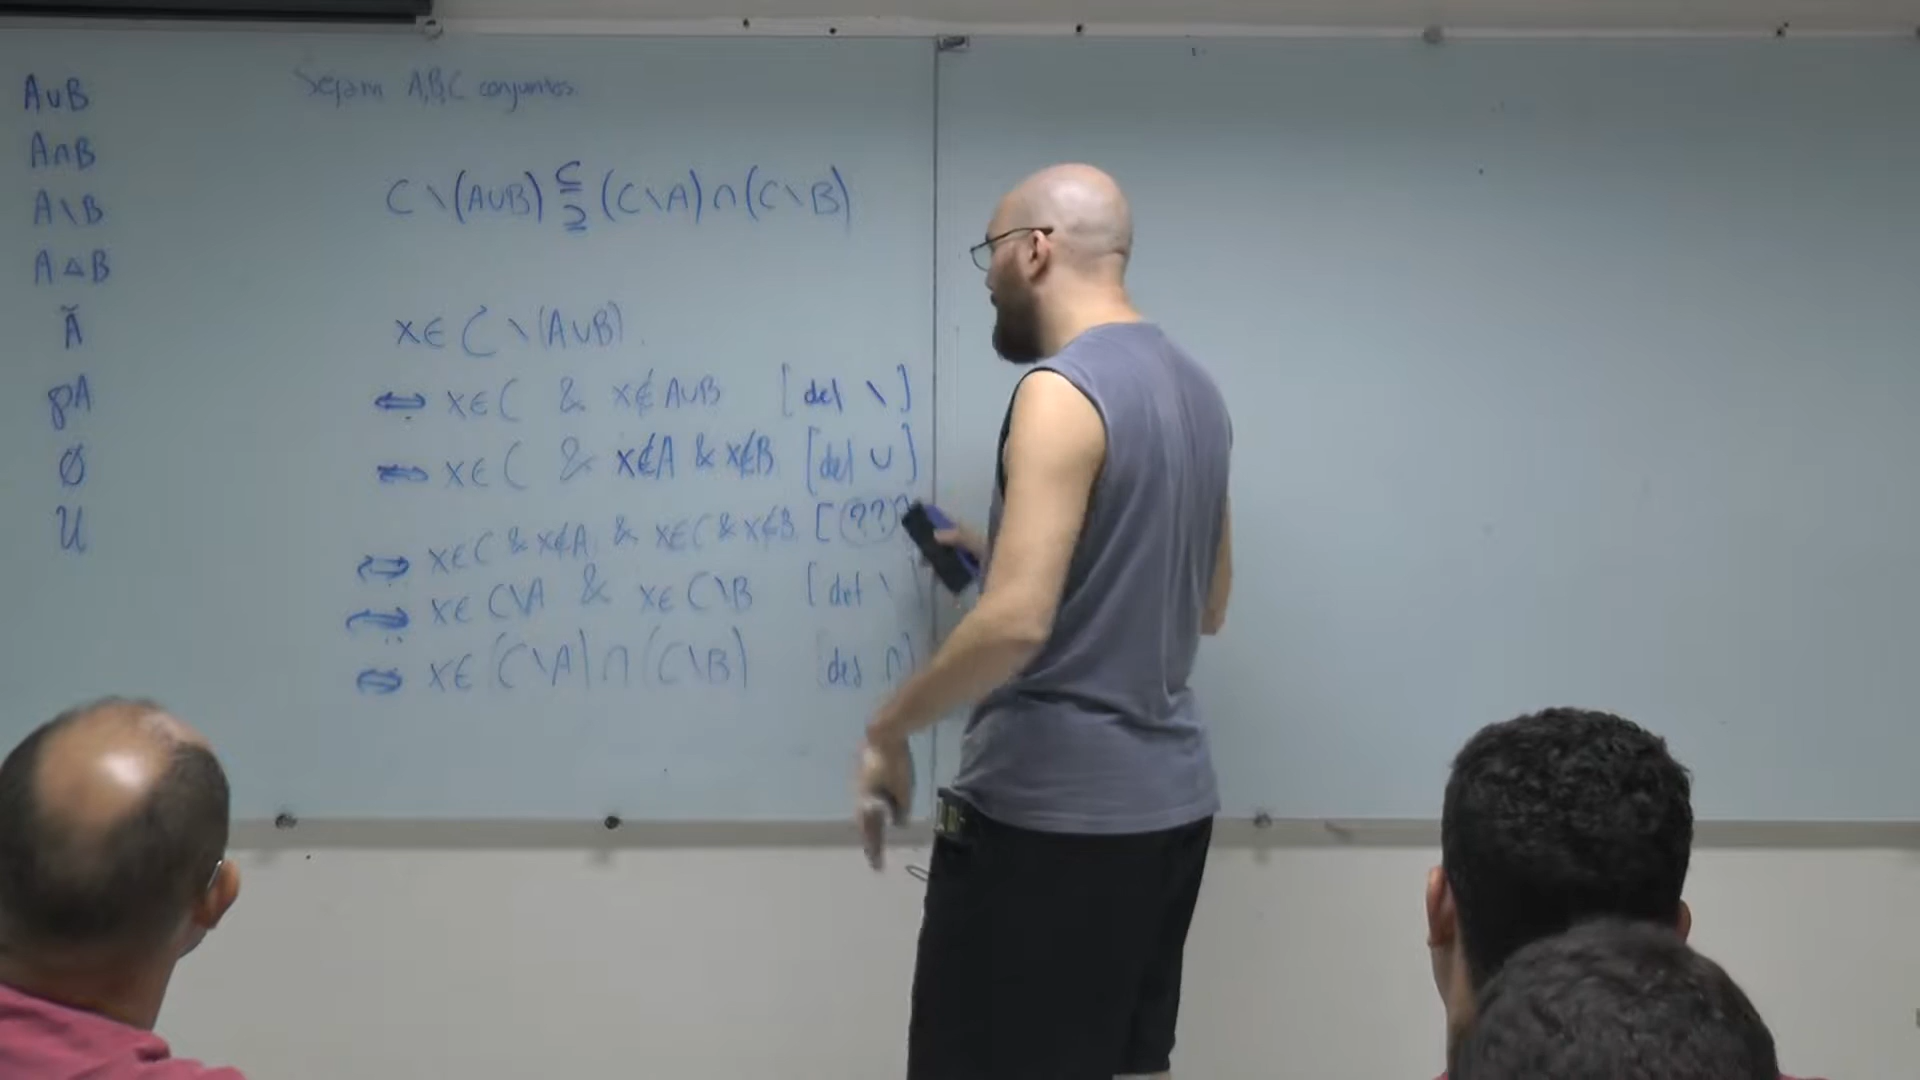 A∪B
A∩B
A\B
A△B
Ã
℘A
∅
U
Sejam A,B,C conjuntos.
C \ (A∪B) ⊆ ⊇ (C\A) ∩ (C\B)
x∈ C \ (A∪B).
⟺ x∈C & x∉A∪B [def \]
⟺ x∈C & x∉A & x∉B [def ∪]
⟺ x∈C & x∉A & x∈C & x∉B [(??)
⟺ x∈C\A & x∈C\B [def \
⟺ x∈(C\A)∩(C\B) [def ∩]